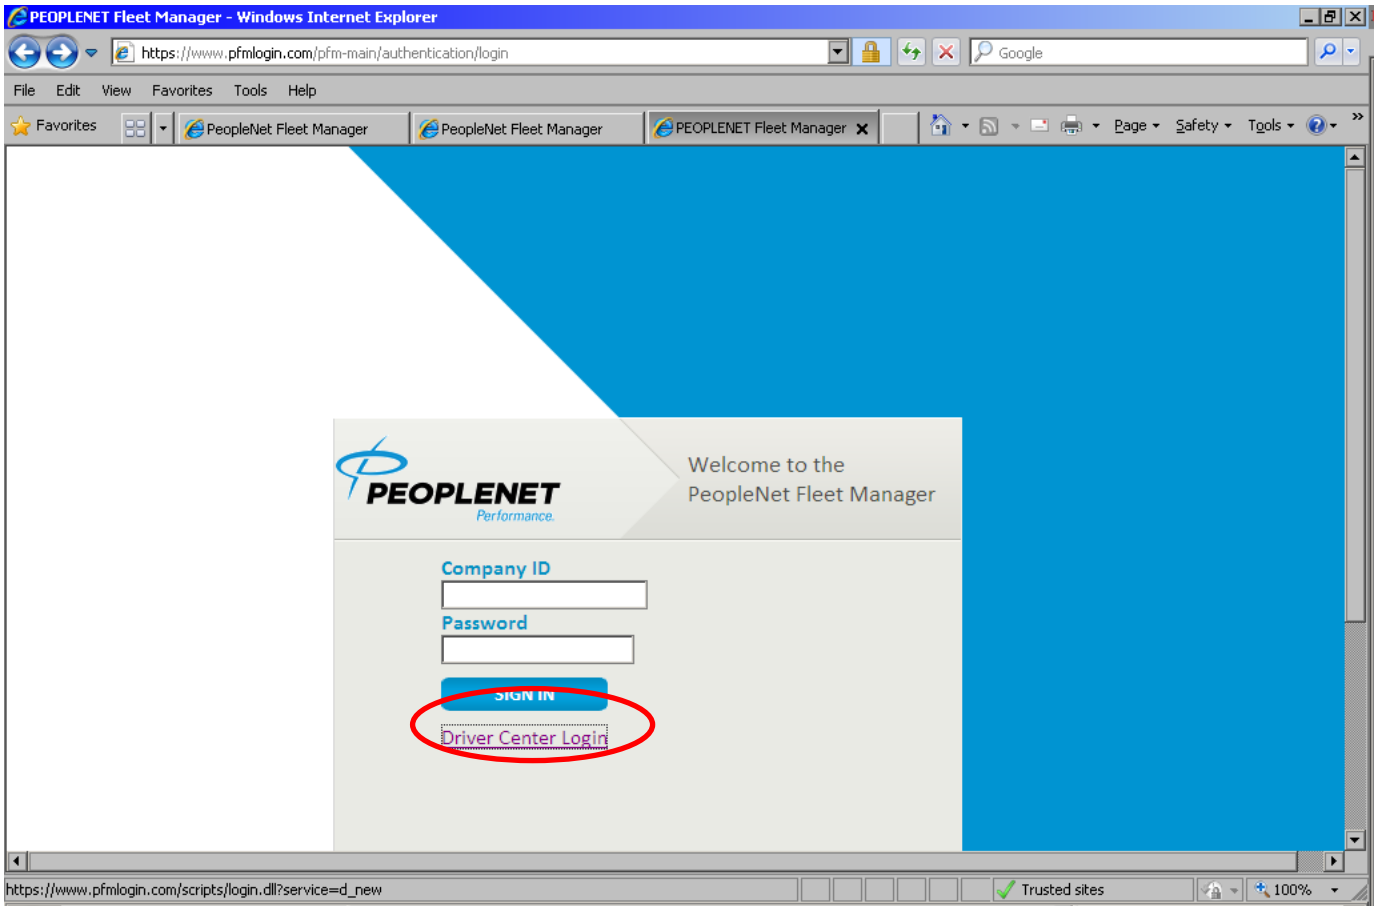 PEOPLENET Fleet Manager - Windows Internet Explorer
https://www.pfmlogin.com/pfm-main/authentication/login
Google
File Edit View Favorites Tools Help
Favorites
PeopleNet Fleet Manager
PeopleNet Fleet Manager
PEOPLENET Fleet Manager
Page Safety Tools »
Welcome to the
PeopleNet Fleet Manager
PEOPLENET
Performance.
Company ID
Password
SIGN IN
Driver Center Login
https://www.pfmlogin.com/scripts/login.dll?service=d_new
Trusted sites
100%